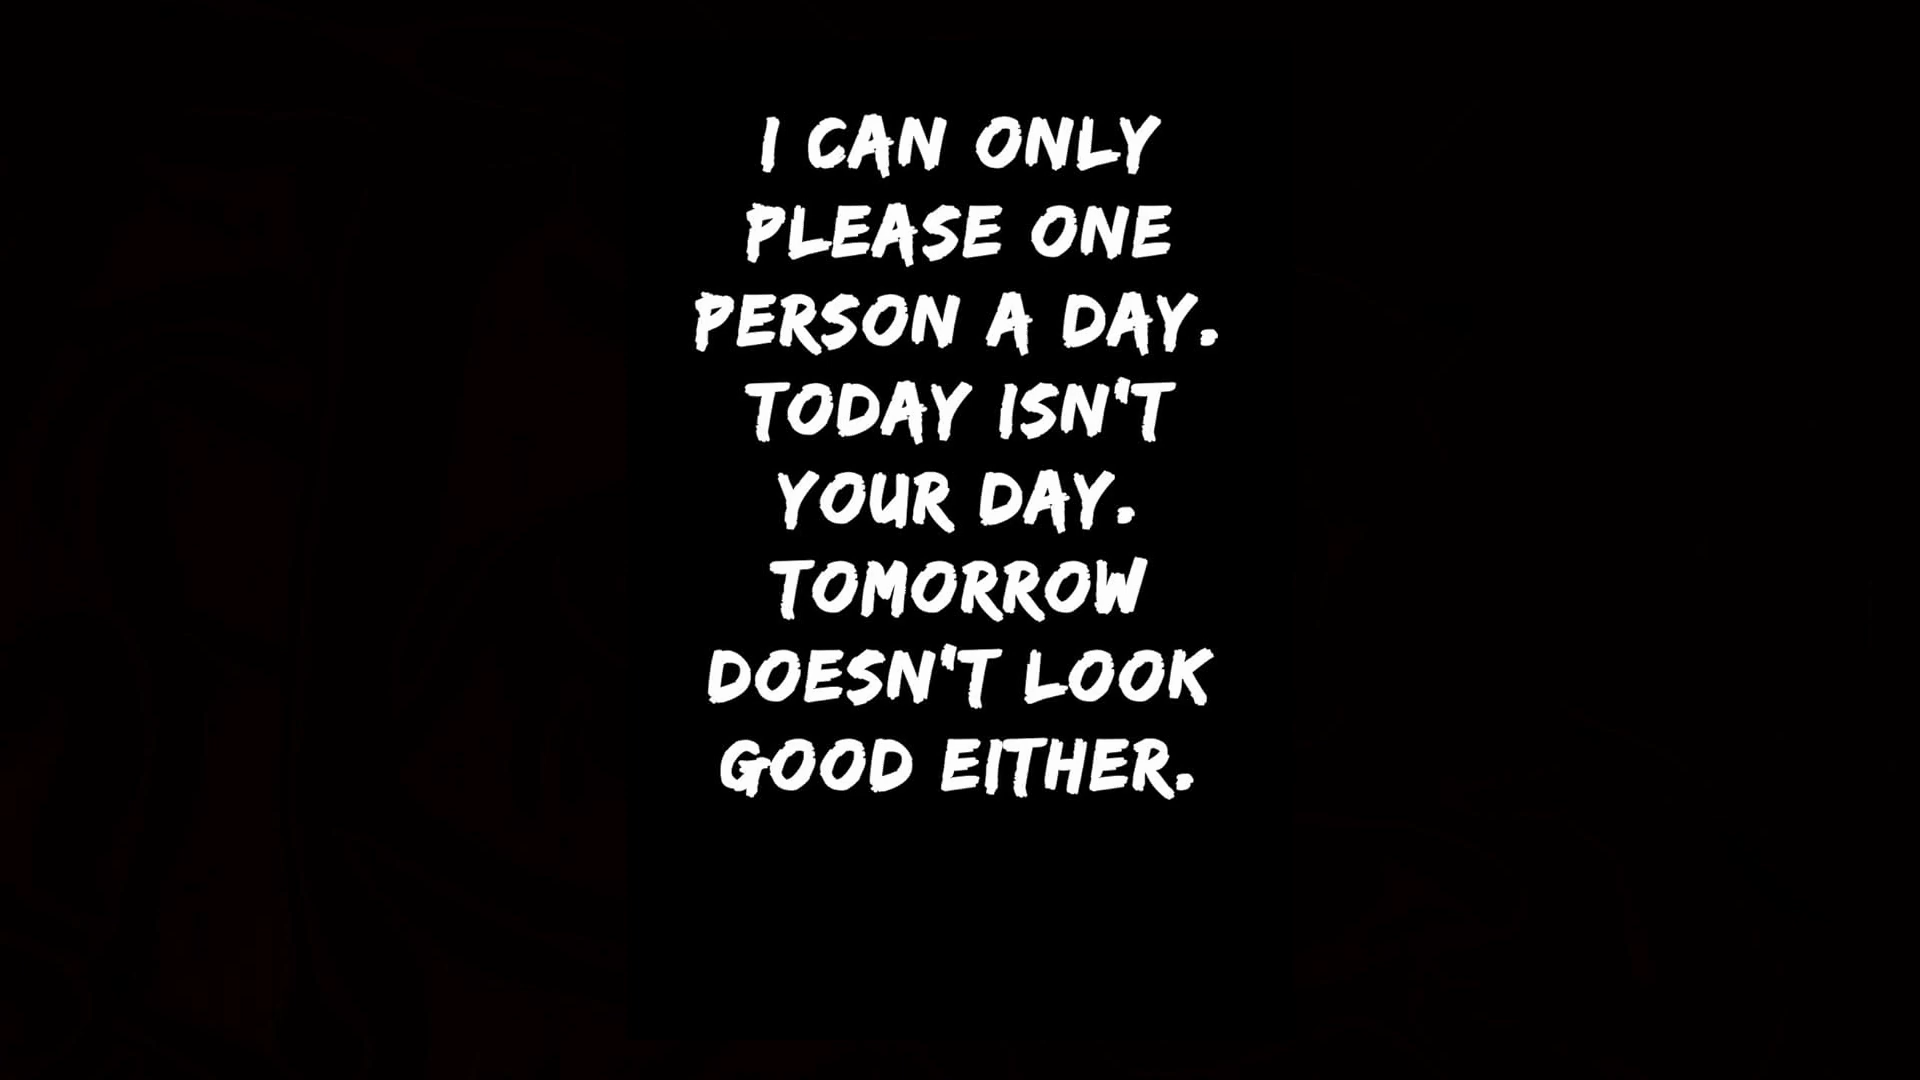 I CAN ONLY
PLEASE ONE
PERSON A DAY.
TODAY ISN'T
YOUR DAY.
TOMORROW
DOESN'T LOOK
GOOD EITHER.